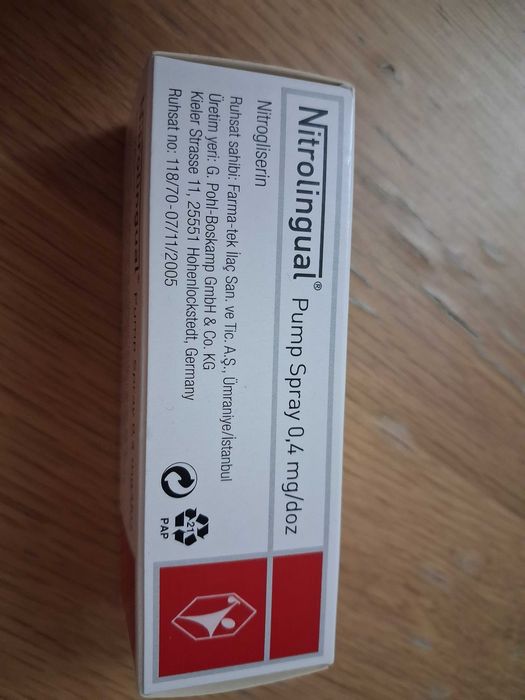 Nitrolingual® Pump Spray 0,4 mg/doz
Nitrogliserin
Ruhsat sahibi: Farma-tek İlaç San. ve Tic. A.Ş., Ümraniye/İstanbul
Üretim yeri: G. Pohl-Boskamp GmbH & Co. KG
Kieler Strasse 11, 25551 Hohenlockstedt, Germany
Ruhsat no: 118/70-07/11/2005
21
PAP